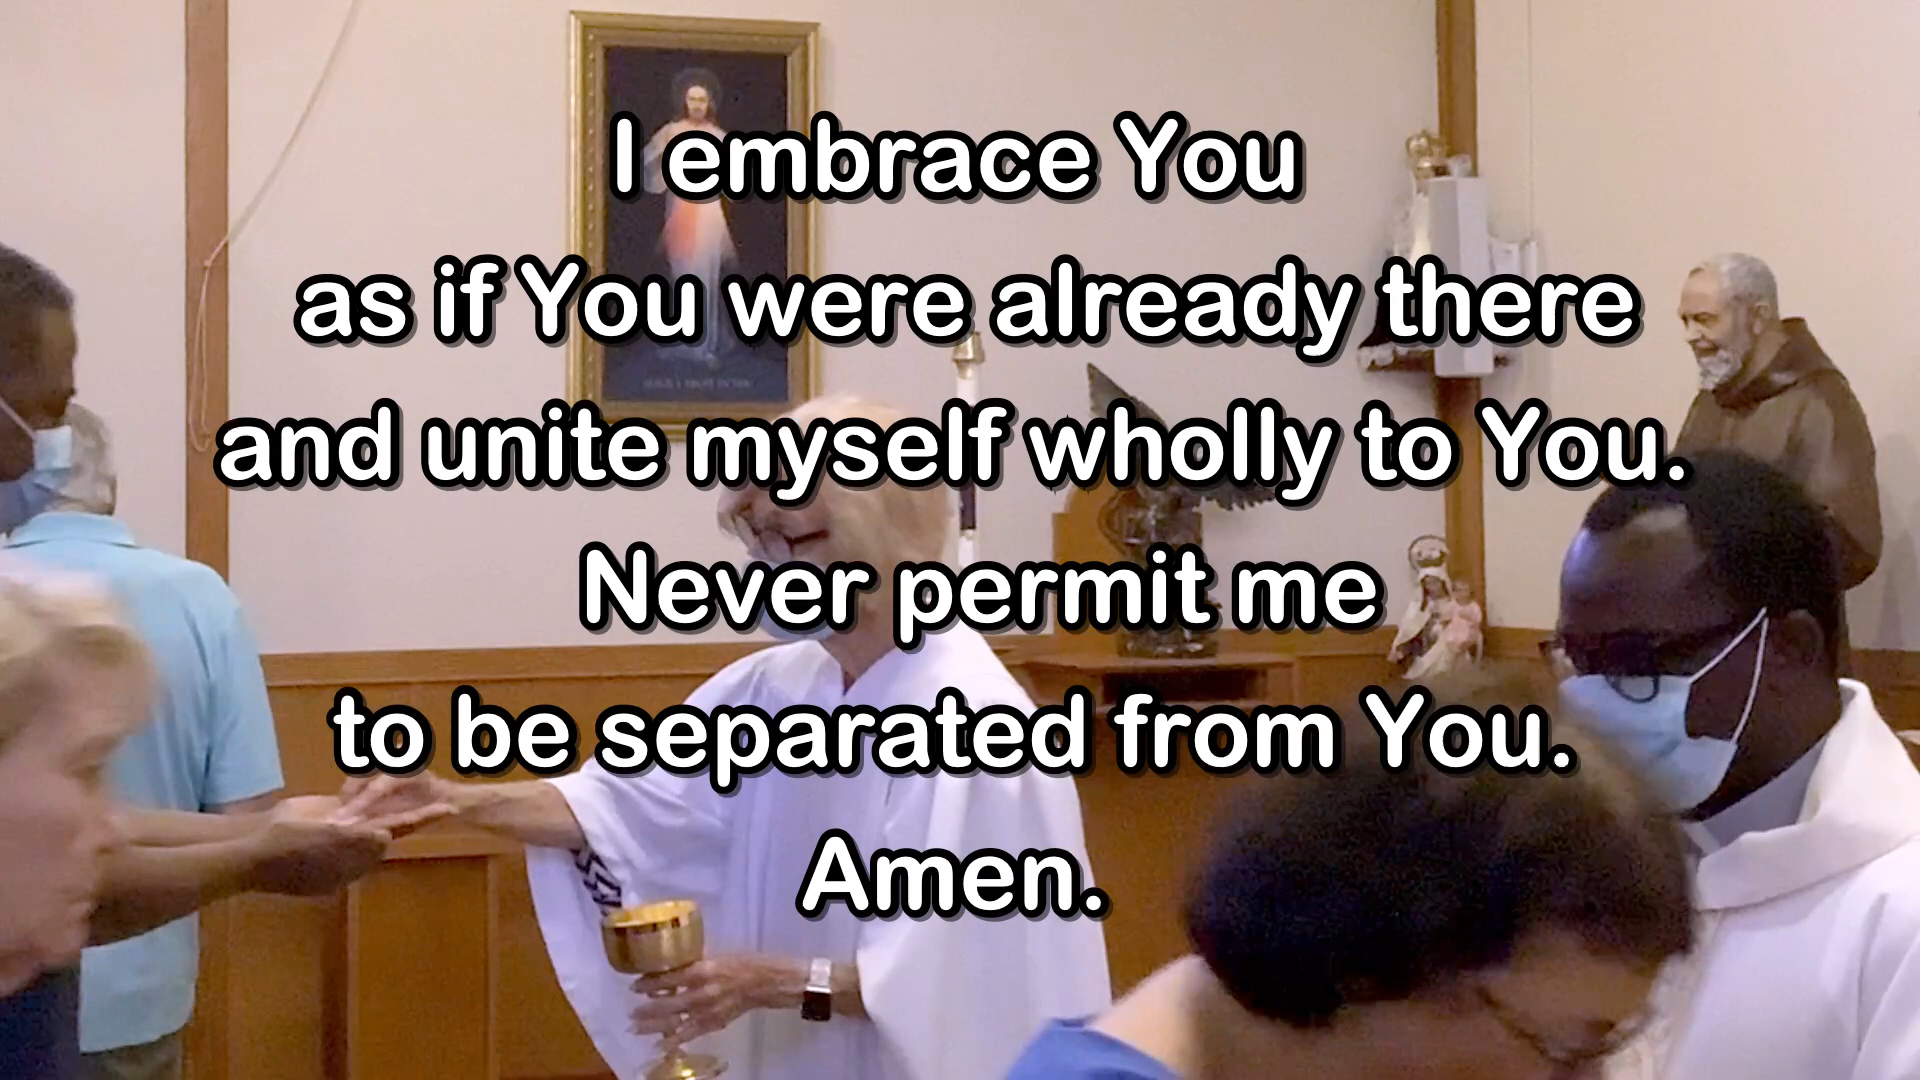 I embrace You
as if You were already there
and unite myself wholly to You.
Never permit me
to be separated from You.
Amen.